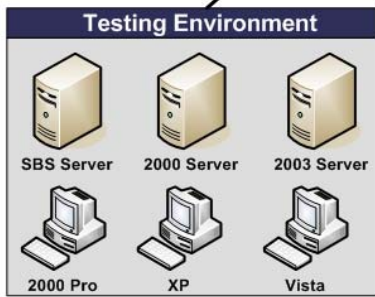 Testing Environment
SBS Server 2000 Server 2003 Server
2000 Pro XP Vista